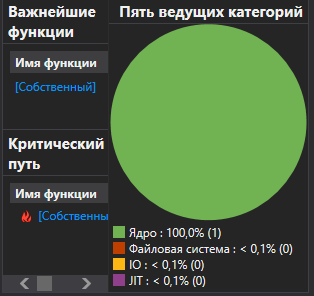 Важнейшие
функции
Имя функции
[Собственный]
Критический
путь
Имя функции
[Собственны
Пять ведущих категорий
Ядро : 100,0% (1)
Файловая система : < 0,1% (0)
IO : < 0,1% (0)
JIT : < 0,1% (0)